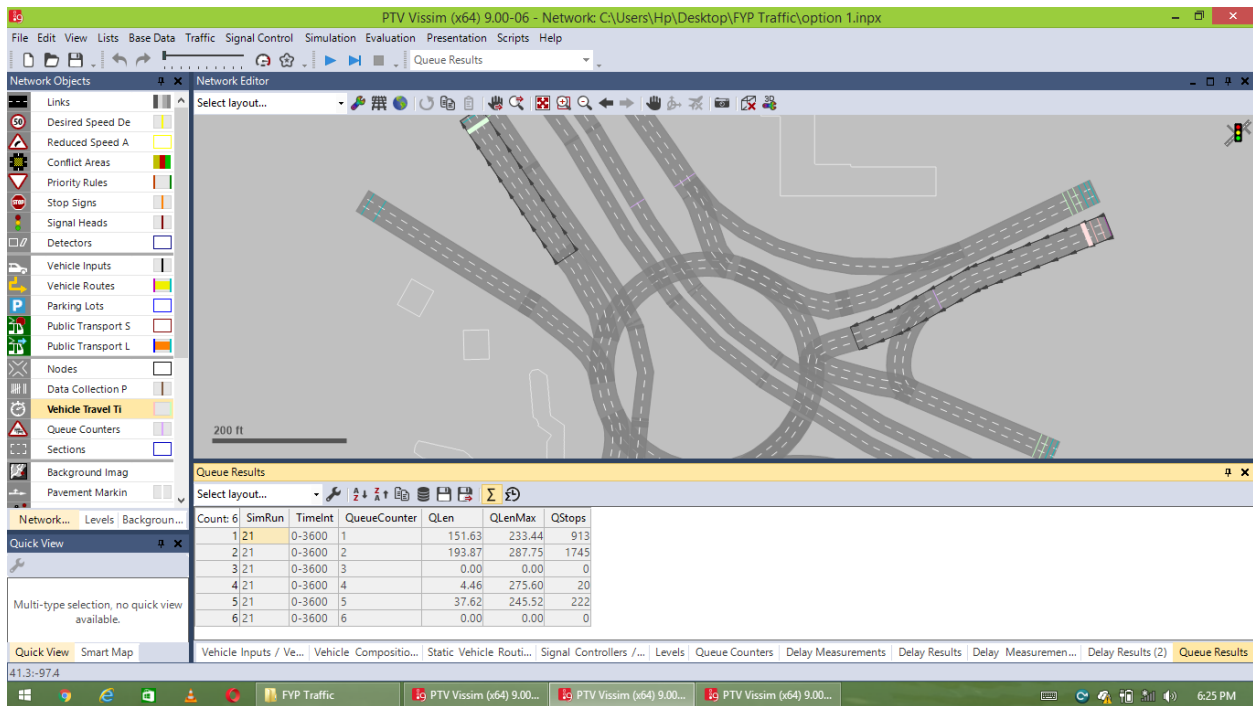 PTV Vissim (x64) 9.00-06 - Network: C:\Users\Hp\Desktop\FYP Traffic\option 1.inpx
File Edit View Lists Base Data Traffic Signal Control Simulation Evaluation Presentation Scripts Help
Queue Results
Network Objects
Network Editor
Links
Select layout...
Desired Speed De
Reduced Speed A
Conflict Areas
Priority Rules
Stop Signs
Signal Heads
Detectors
Vehicle Inputs
Vehicle Routes
Parking Lots
Public Transport S
Public Transport L
Nodes
Data Collection P
Vehicle Travel Ti
Queue Counters
Sections
Background Imag
Pavement Markin
200 ft
Network... Levels Backgroun...
Quick View
Multi-type selection, no quick view
available.
Quick View Smart Map
Queue Results
Select layout...
Count: 6 SimRun TimeInt QueueCounter QLen QLenMax QStops
1 21 0-3600 1 151.63 233.44 913
2 21 0-3600 2 193.87 287.75 1745
3 21 0-3600 3 0.00 0.00 0
4 21 0-3600 4 4.46 275.60 20
5 21 0-3600 5 37.62 245.52 222
6 21 0-3600 6 0.00 0.00 0
Vehicle Inputs / Ve... Vehicle Compositio... Static Vehicle Routi... Signal Controllers /... Levels Queue Counters Delay Measurements Delay Results Delay Measuremen... Delay Results (2) Queue Results
41.3:-97.4
FYP Traffic PTV Vissim (x64) 9.00... PTV Vissim (x64) 9.00... PTV Vissim (x64) 9.00... 6:25 PM